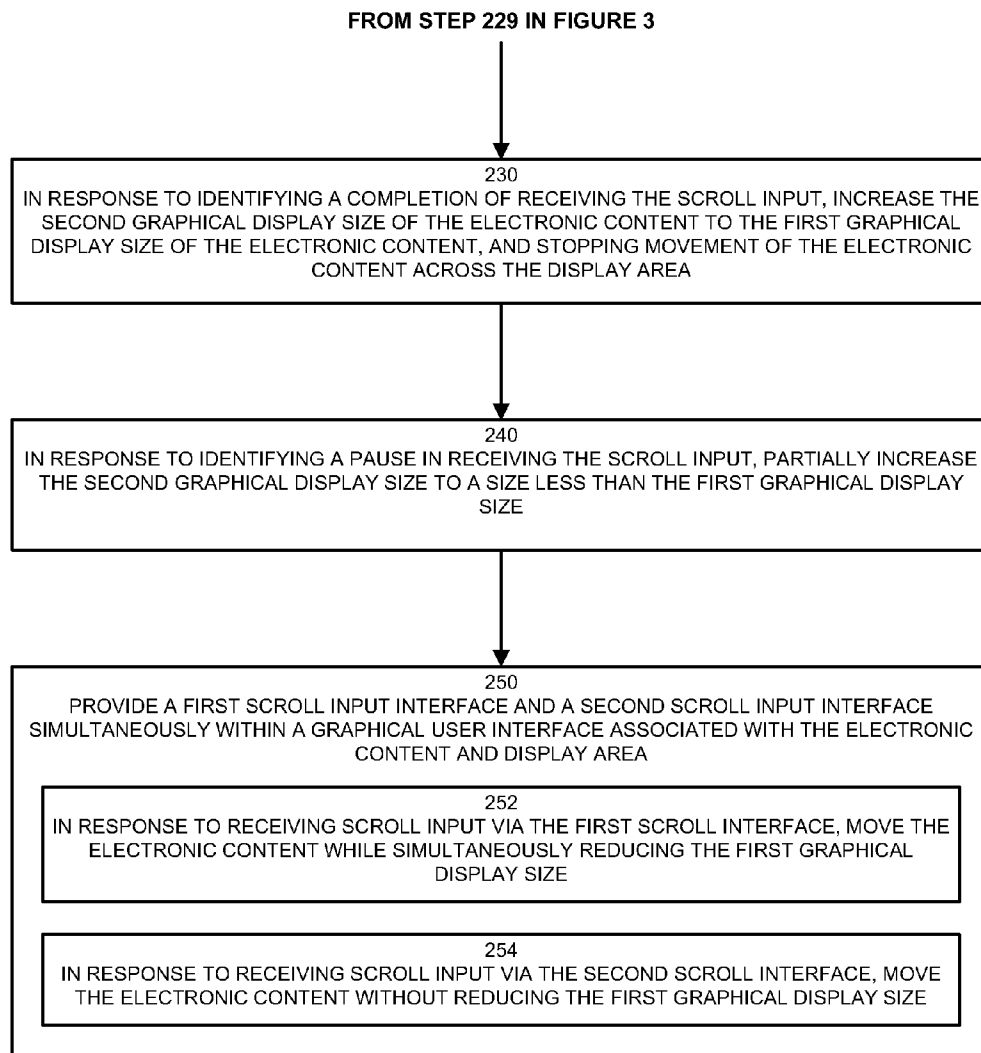 FROM STEP 229 IN FIGURE 3
230
IN RESPONSE TO IDENTIFYING A COMPLETION OF RECEIVING THE SCROLL INPUT, INCREASE THE
SECOND GRAPHICAL DISPLAY SIZE OF THE ELECTRONIC CONTENT TO THE FIRST GRAPHICAL
DISPLAY SIZE OF THE ELECTRONIC CONTENT, AND STOPPING MOVEMENT OF THE ELECTRONIC
CONTENT ACROSS THE DISPLAY AREA
240
IN RESPONSE TO IDENTIFYING A PAUSE IN RECEIVING THE SCROLL INPUT, PARTIALLY INCREASE
THE SECOND GRAPHICAL DISPLAY SIZE TO A SIZE LESS THAN THE FIRST GRAPHICAL DISPLAY
SIZE
250
PROVIDE A FIRST SCROLL INPUT INTERFACE AND A SECOND SCROLL INPUT INTERFACE
SIMULTANEOUSLY WITHIN A GRAPHICAL USER INTERFACE ASSOCIATED WITH THE ELECTRONIC
CONTENT AND DISPLAY AREA
252
IN RESPONSE TO RECEIVING SCROLL INPUT VIA THE FIRST SCROLL INTERFACE, MOVE THE
ELECTRONIC CONTENT WHILE SIMULTANEOUSLY REDUCING THE FIRST GRAPHICAL
DISPLAY SIZE
254
IN RESPONSE TO RECEIVING SCROLL INPUT VIA THE SECOND SCROLL INTERFACE, MOVE
THE ELECTRONIC CONTENT WITHOUT REDUCING THE FIRST GRAPHICAL DISPLAY SIZE